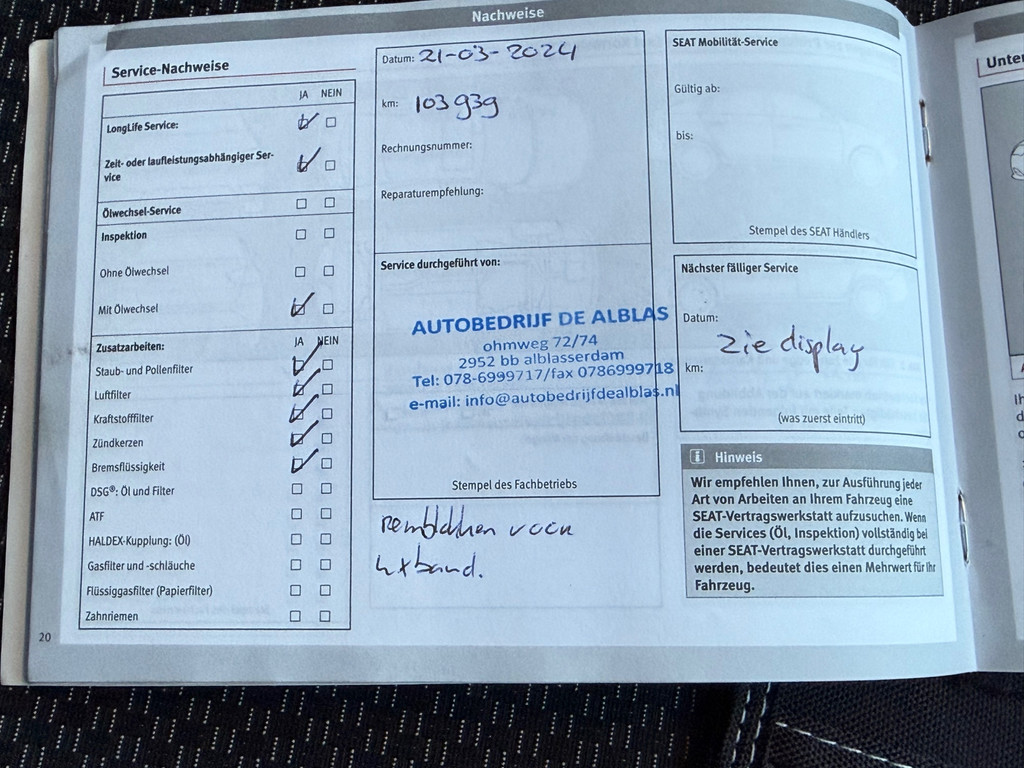 Nachweise
Service-Nachweise
JA NEIN
LongLife Service:
Zeit- oder laufleistungsabhängiger Ser-
vice
Ölwechsel-Service
Inspektion
Ohne Ölwechsel
Mit Ölwechsel
Zusatzarbeiten: JA NEIN
Staub- und Pollenfilter
Luftfilter
Kraftstofffilter
Zündkerzen
Bremsflüssigkeit
DSG®: Öl und Filter
ATF
HALDEX-Kupplung: (Öl)
Gasfilter und -schläuche
Flüssiggasfilter (Papierfilter)
Zahnriemen
20
Datum: 21-03-2024
km: 103939
Rechnungsnummer:
Reparaturempfehlung:
Service durchgeführt von:
AUTOBEDRIJF DE ALBLAS
ohmweg 72/74
2952 bb alblasserdam
Tel: 078-6999717/fax 0786999718
e-mail: info@autobedrijfdealblas.nl
Stempel des Fachbetriebs
remblokken voor
band.
SEAT Mobilität-Service
Gültig ab:
bis:
Stempel des SEAT Händlers
Nächster fälliger Service
Datum:
Zie display
km:
(was zuerst eintritt)
i Hinweis
Wir empfehlen Ihnen, zur Ausführung jeder
Art von Arbeiten an Ihrem Fahrzeug eine
SEAT-Vertragswerkstatt aufzusuchen. Wenn
die Services (Öl, Inspektion) vollständig bei
einer SEAT-Vertragswerkstatt durchgeführt
werden, bedeutet dies einen Mehrwert für Ihr
Fahrzeug.
Unter